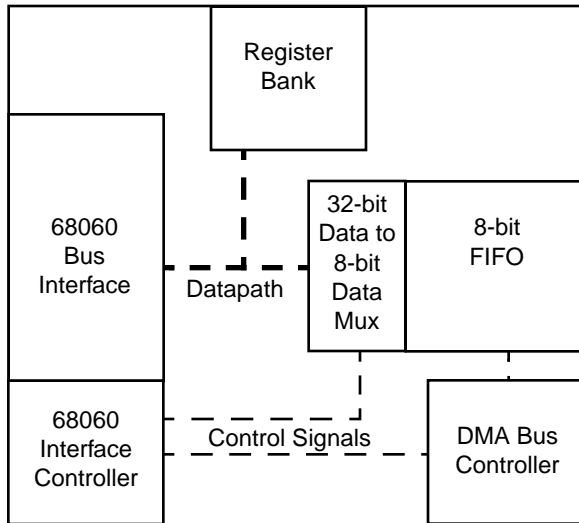 Register
Bank
68060
Bus
Interface
32-bit
Data to
8-bit
Data
Mux
8-bit
FIFO
Datapath
68060
Interface
Controller
Control Signals
DMA Bus
Controller